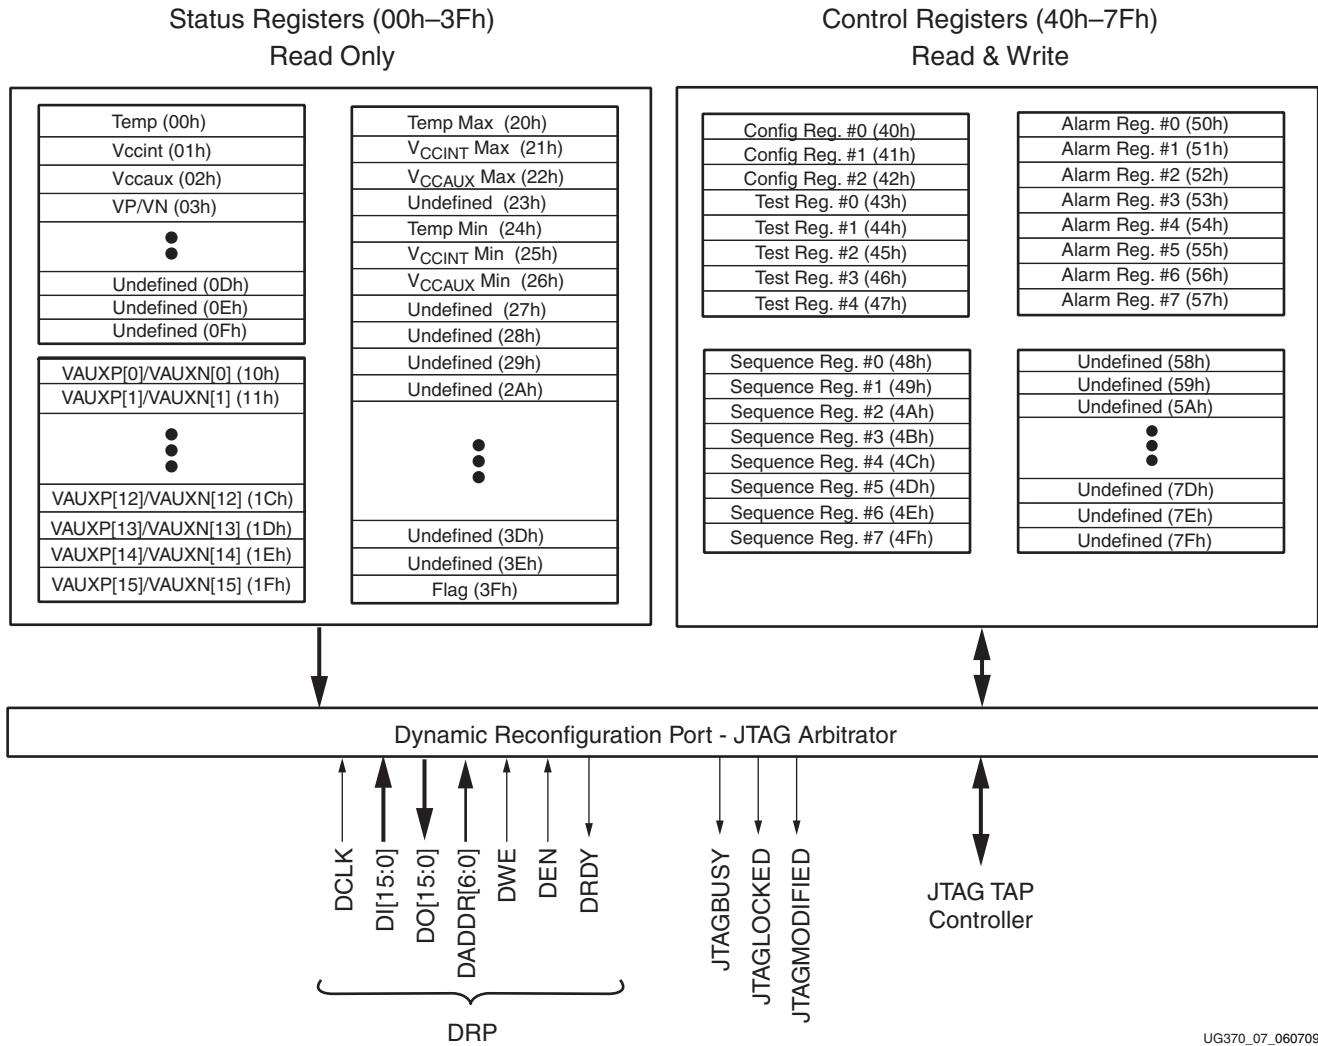 Status Registers (00h–3Fh)
Read Only
Control Registers (40h–7Fh)
Read & Write
Temp (00h)
Vccint (01h)
Vccaux (02h)
VP/VN (03h)
Undefined (0Dh)
Undefined (0Eh)
Undefined (0Fh)
VAUXP[0]/VAUXN[0] (10h)
VAUXP[1]/VAUXN[1] (11h)
VAUXP[12]/VAUXN[12] (1Ch)
VAUXP[13]/VAUXN[13] (1Dh)
VAUXP[14]/VAUXN[14] (1Eh)
VAUXP[15]/VAUXN[15] (1Fh)
Temp Max (20h)
VCCINT Max (21h)
VCCAUX Max (22h)
Undefined (23h)
Temp Min (24h)
VCCINT Min (25h)
VCCAUX Min (26h)
Undefined (27h)
Undefined (28h)
Undefined (29h)
Undefined (2Ah)
Undefined (3Dh)
Undefined (3Eh)
Flag (3Fh)
Config Reg. #0 (40h)
Config Reg. #1 (41h)
Config Reg. #2 (42h)
Test Reg. #0 (43h)
Test Reg. #1 (44h)
Test Reg. #2 (45h)
Test Reg. #3 (46h)
Test Reg. #4 (47h)
Sequence Reg. #0 (48h)
Sequence Reg. #1 (49h)
Sequence Reg. #2 (4Ah)
Sequence Reg. #3 (4Bh)
Sequence Reg. #4 (4Ch)
Sequence Reg. #5 (4Dh)
Sequence Reg. #6 (4Eh)
Sequence Reg. #7 (4Fh)
Alarm Reg. #0 (50h)
Alarm Reg. #1 (51h)
Alarm Reg. #2 (52h)
Alarm Reg. #3 (53h)
Alarm Reg. #4 (54h)
Alarm Reg. #5 (55h)
Alarm Reg. #6 (56h)
Alarm Reg. #7 (57h)
Undefined (58h)
Undefined (59h)
Undefined (5Ah)
Undefined (7Dh)
Undefined (7Eh)
Undefined (7Fh)
Dynamic Reconfiguration Port - JTAG Arbitrator
DCLK
DI[15:0]
DO[15:0]
DADDR[6:0]
DWE
DEN
DRDY
JTAGBUSY
JTAGLOCKED
JTAGMODIFIED
JTAG TAP
Controller
DRP
UG370_07_060709